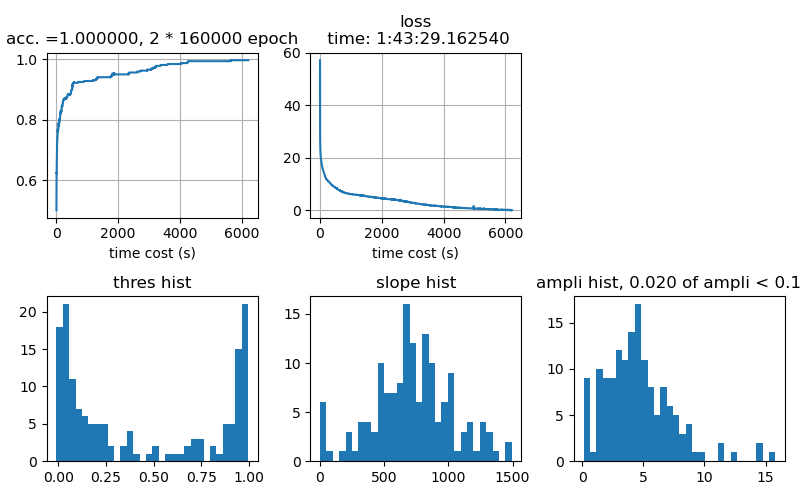 acc. =1.000000, 2 * 160000 epoch
1.0
0.8
0.6
0 2000 4000 6000
time cost (s)
loss
time: 1:43:29.162540
60
40
20
0
0 2000 4000 6000
time cost (s)
thres hist
20
15
10
5
0
0.00 0.25 0.50 0.75 1.00
slope hist
15
10
5
0
0 500 1000 1500
ampli hist, 0.020 of ampli < 0.1
15
10
5
0
5 10 15